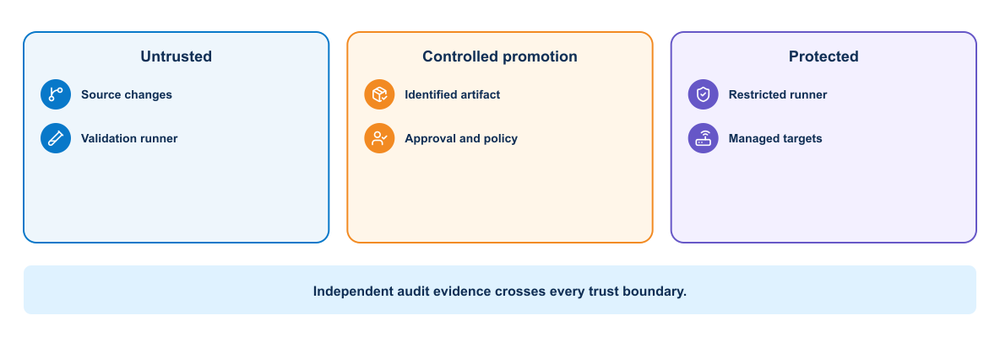 Untrusted
Source changes
Validation runner
Controlled promotion
Identified artifact
Approval and policy
Protected
Restricted runner
Managed targets
Independent audit evidence crosses every trust boundary.